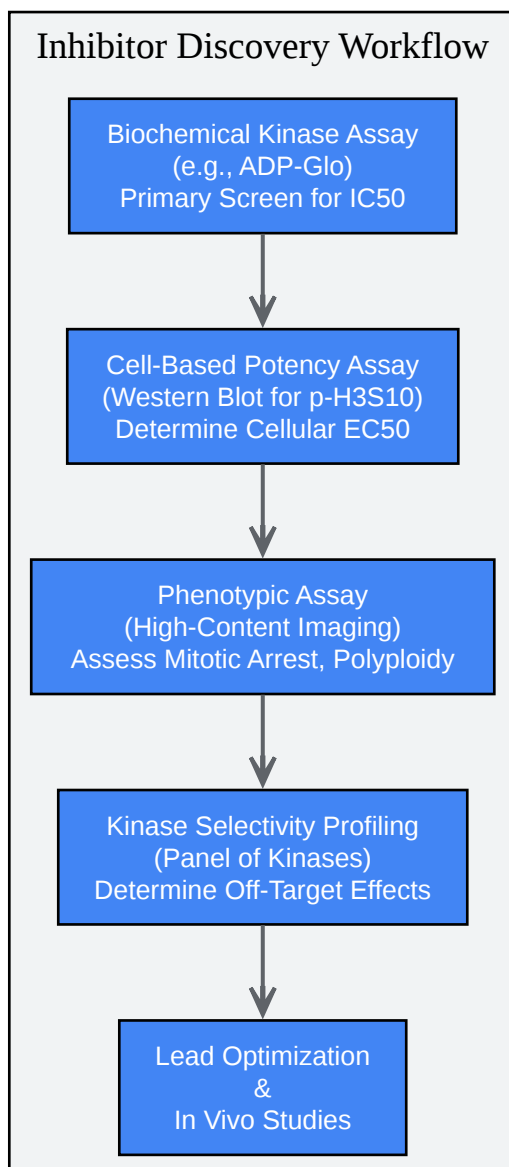 Inhibitor Discovery Workflow
Biochemical Kinase Assay
(e.g., ADP-Glo)
Primary Screen for IC50
Cell-Based Potency Assay
(Western Blot for p-H3S10)
Determine Cellular EC50
Phenotypic Assay
(High-Content Imaging)
Assess Mitotic Arrest, Polyploidy
Kinase Selectivity Profiling
(Panel of Kinases)
Determine Off-Target Effects
Lead Optimization
&
In Vivo Studies